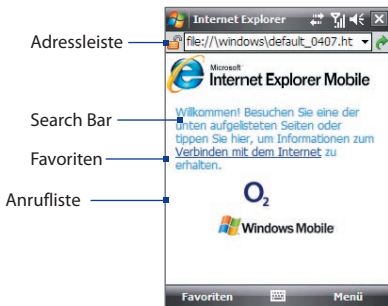 Internet Explorer
Adressleiste
file://\windows\default_0407.ht
Microsoft
Internet Explorer Mobile
Search Bar
Willkommen! Besuchen Sie eine der
unten aufgelisteten Seiten oder
tippen Sie hier, um Informationen zum
Verbinden mit dem Internet zu
erhalten.
Favoriten
Anrufliste
O2
Windows Mobile
Favoriten
Menü